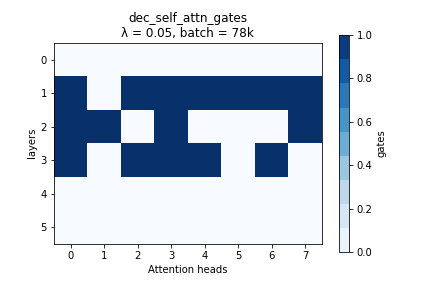 dec_self_attn_gates
λ = 0.05, batch = 78k
layers
0
1
2
3
4
5
0 1 2 3 4 5 6 7
Attention heads
1.0
0.8
0.6
0.4
0.2
0.0
gates